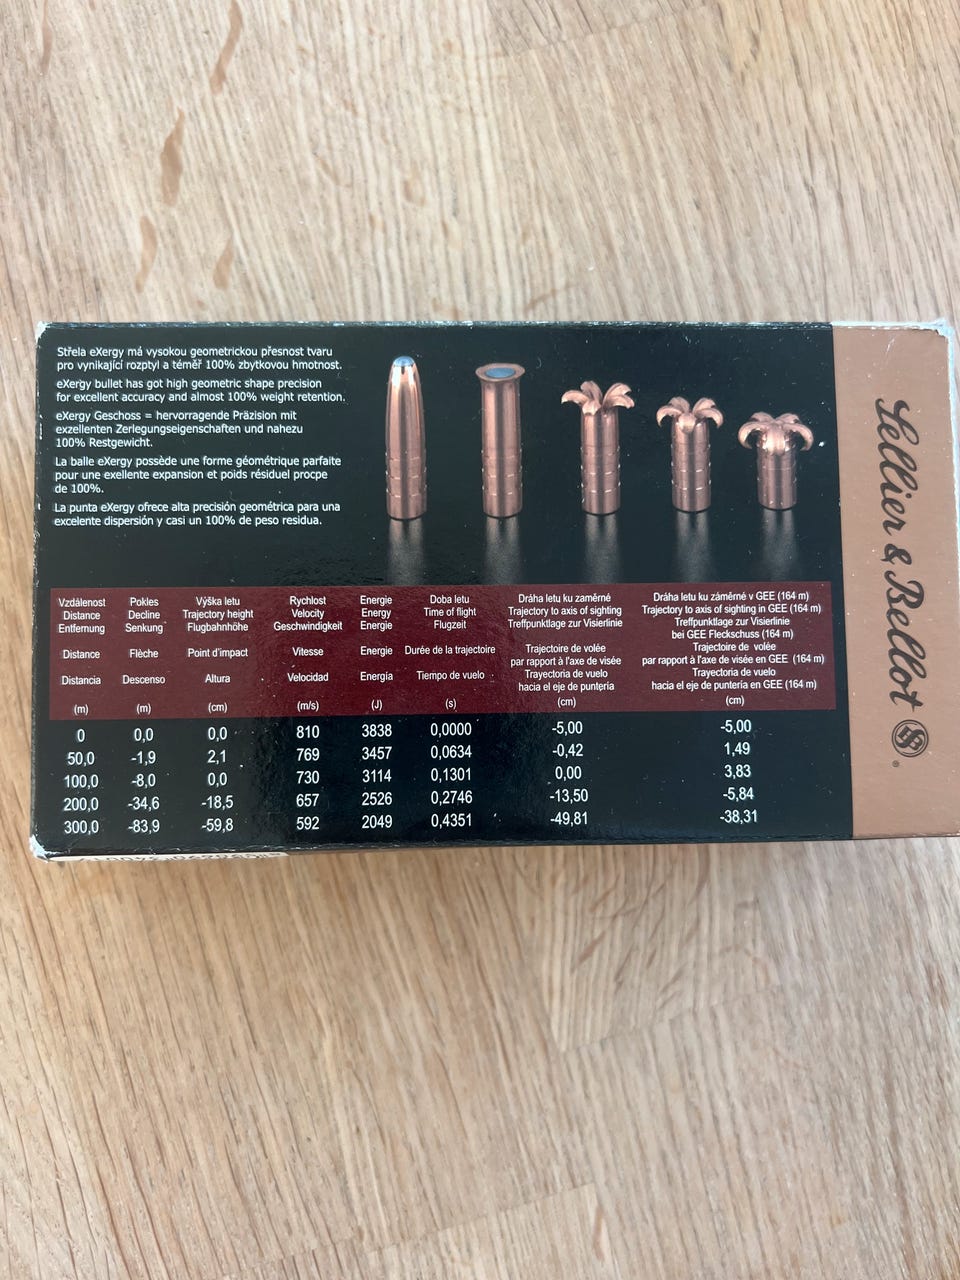 Střela eXergy má vysokou geometrickou přesnost tvaru
pro vynikající rozptyl a téměř 100% zbytkovou hmotnost.
eXergy bullet has got high geometric shape precision
for excellent accuracy and almost 100% weight retention.
eXergy Geschoss = hervorragende Präzision mit
exzellenten Zerlegungseigenschaften und nahezu
100% Restgewicht.
La balle eXergy possède une forme géométrique parfaite
pour une exellente expansion et poids résiduel procpe
de 100%.
La punta eXergy ofrece alta precisión geométrica para una
excelente dispersión y casi un 100% de peso residua.
Sellier & Bellot
Vzdálenost Pokles Výška letu Rychlost Energie Doba letu Dráha letu ku zaměrné Dráha letu ku záměrné v GEE (164 m)
Distance Decline Trajectory height Velocity Energy Time of flight Trajectory to axis of sighting Trajectory to axis of sighting in GEE (164 m)
Entfernung Senkung Flugbahnhöhe Geschwindigkeit Energie Flugzeit Treffpunktlage zur Visierlinie Treffpunktlage zur Visierlinie
bei GEE Fleckschuss (164 m)
Distance Flèche Point d'impact Vitesse Energie Durée de la trajectoire Trajectoire de volée Trajectoire de volée
par rapport à l'axe de visée par rapport à l'axe de visée en GEE (164 m)
Distancia Descenso Altura Velocidad Energía Tiempo de vuelo Trayectoria de vuelo Trayectoria de vuelo
hacia el eje de puntería hacia el eje de puntería en GEE (164 m)
(m) (m) (cm) (m/s) (J) (s) (cm) (cm)
0 0,0 0,0 810 3838 0,0000 -5,00 -5,00
50,0 -1,9 2,1 769 3457 0,0634 -0,42 1,49
100,0 -8,0 0,0 730 3114 0,1301 0,00 3,83
200,0 -34,6 -18,5 657 2526 0,2746 -13,50 -5,84
300,0 -83,9 -59,8 592 2049 0,4351 -49,81 -38,31